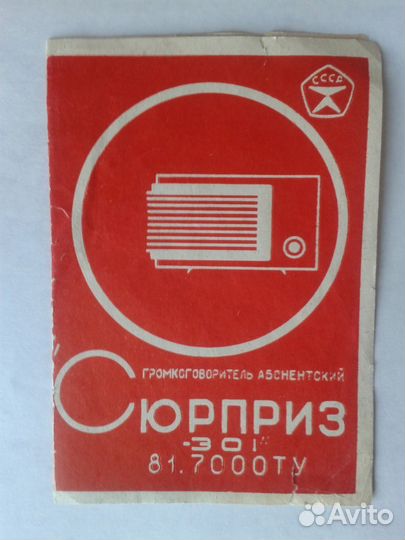 СССР
ГРОМКОГОВОРИТЕЛЬ АБОНЕНТСКИЙ
СЮРПРИЗ
-301"
81.7000ТУ
Avito